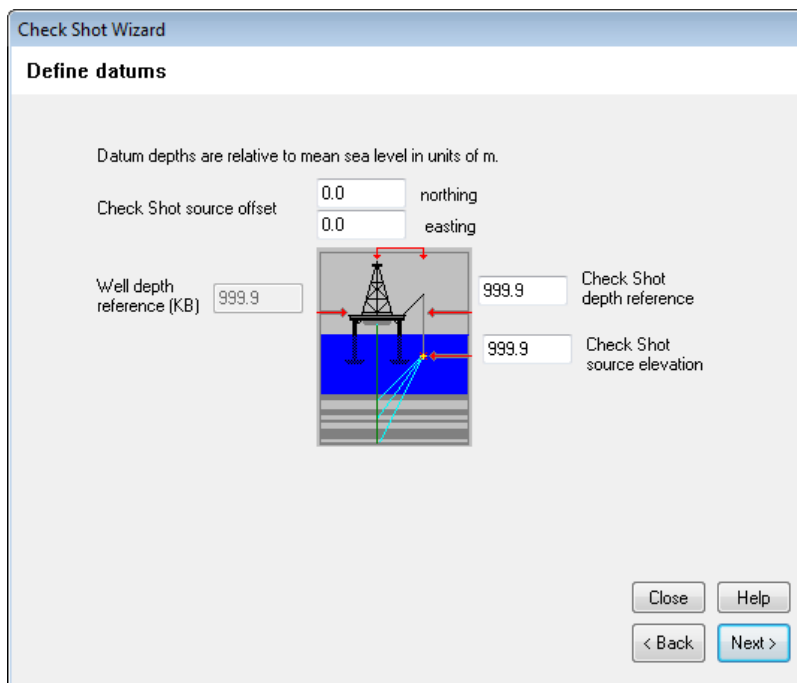 Check Shot Wizard
Define datums
Datum depths are relative to mean sea level in units of m.
Check Shot source offset
0.0 northing
0.0 easting
Well depth
reference (KB)
999.9
999.9
Check Shot
depth reference
999.9
Check Shot
source elevation
Close
Help
< Back
Next >